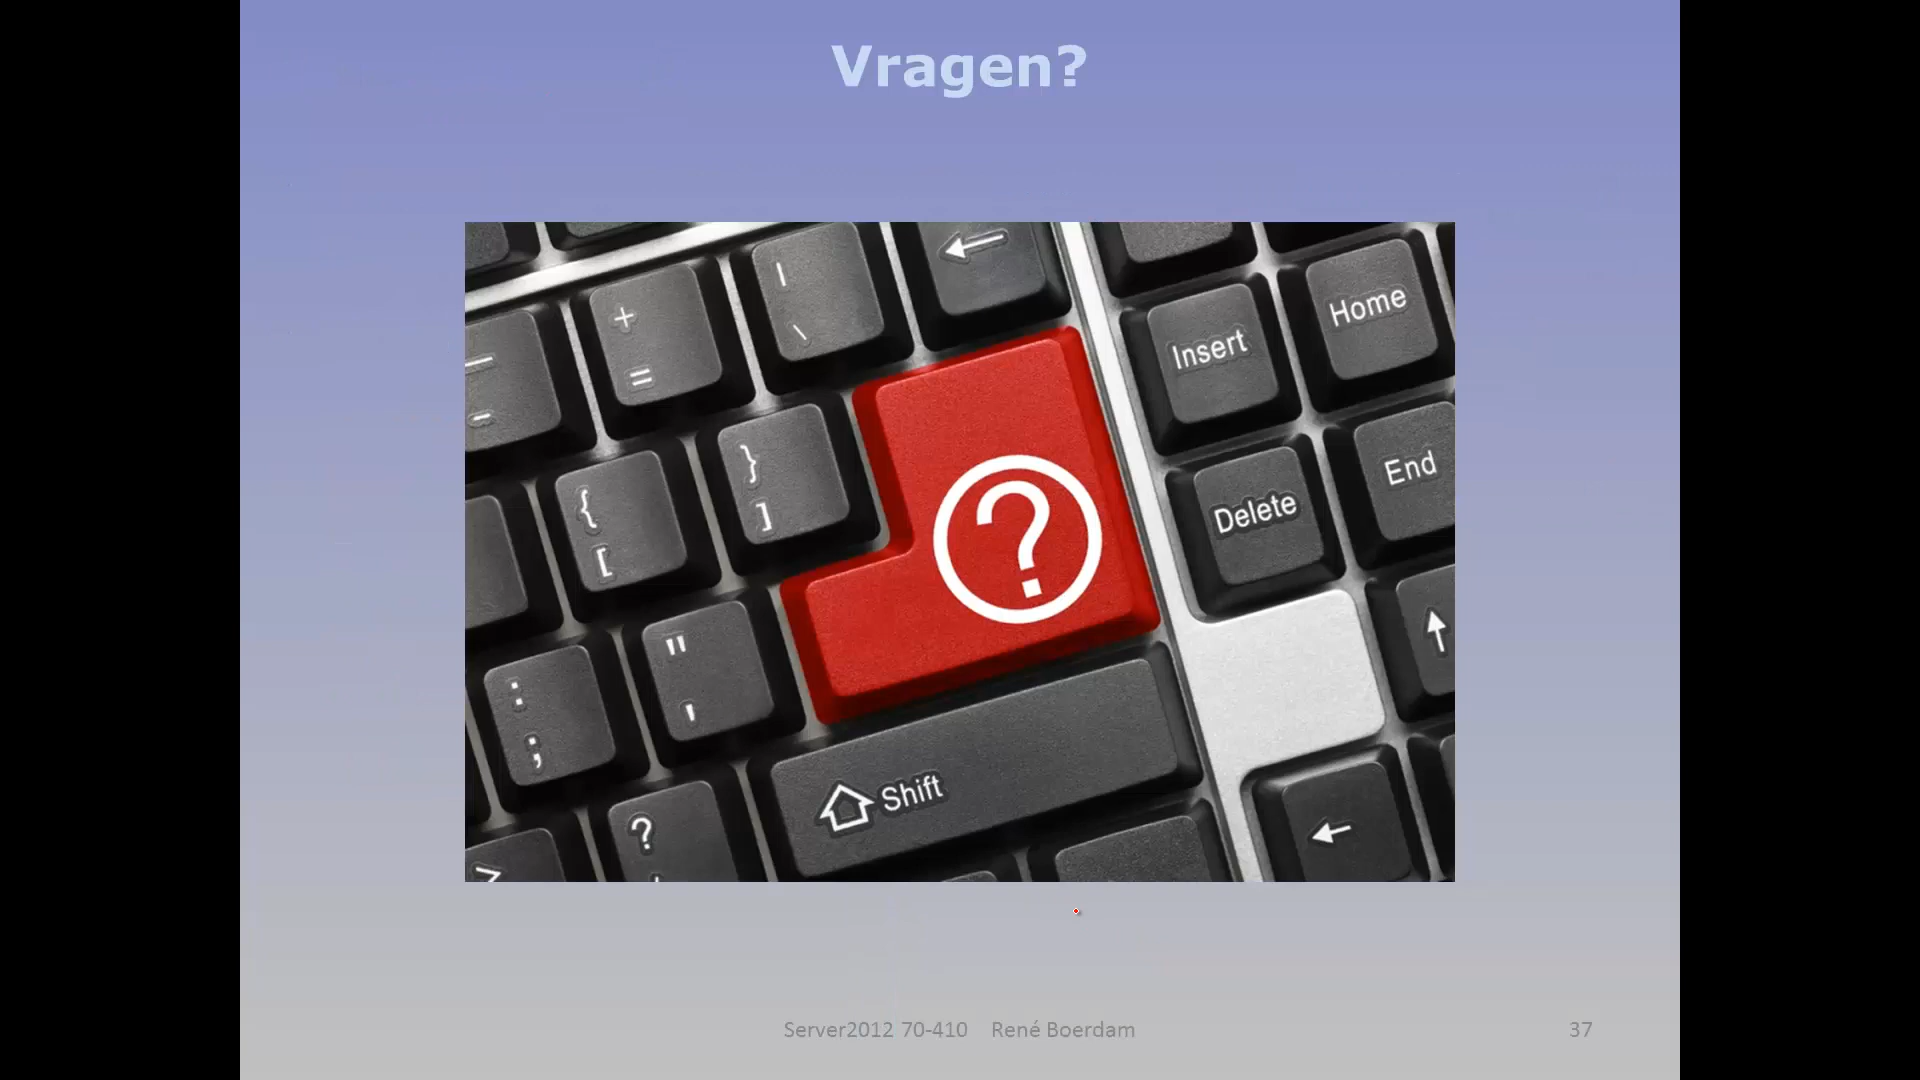 Vragen?
+
=
|
\
Home
Insert
}
]
{
[
?
End
Delete
"
'
:
;
Shift
?
>
Server2012 70-410 René Boerdam
37